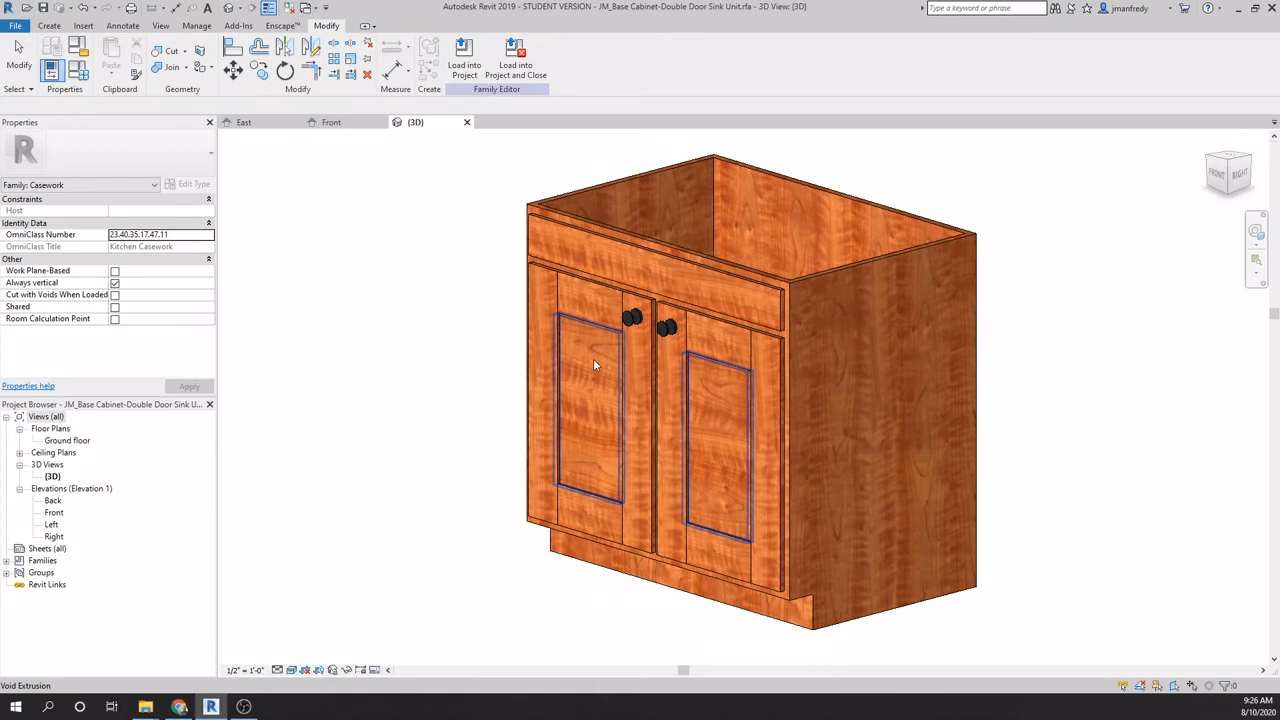 Autodesk Revit 2019 - STUDENT VERSION - JM_Base Cabinet-Double Door Sink Unit.rfa - 3D View: {3D}
Type a keyword or phrase
jmanfredy
File
Create
Insert
Annotate
View
Manage
Add-Ins
Enscape™
Modify
Modify
Paste
Cut
Join
Load into
Project
Load into
Project and Close
Select
Properties
Clipboard
Geometry
Modify
Measure
Create
Family Editor
Properties
East
Front
{3D}
Family: Casework
Edit Type
Constraints
Host
Identity Data
OmniClass Number
23.40.35.17.47.11
OmniClass Title
Kitchen Casework
Other
Work Plane-Based
Always vertical
Cut with Voids When Loaded
Shared
Room Calculation Point
Properties help
Apply
Project Browser - JM_Base Cabinet-Double Door Sink U...
Views (all)
Floor Plans
Ground floor
Ceiling Plans
3D Views
{3D}
Elevations (Elevation 1)
Back
Front
Left
Right
Sheets (all)
Families
Groups
Revit Links
FRONT
RIGHT
1/2" = 1'-0"
Void Extrusion
:0
9:26 AM
8/10/2020